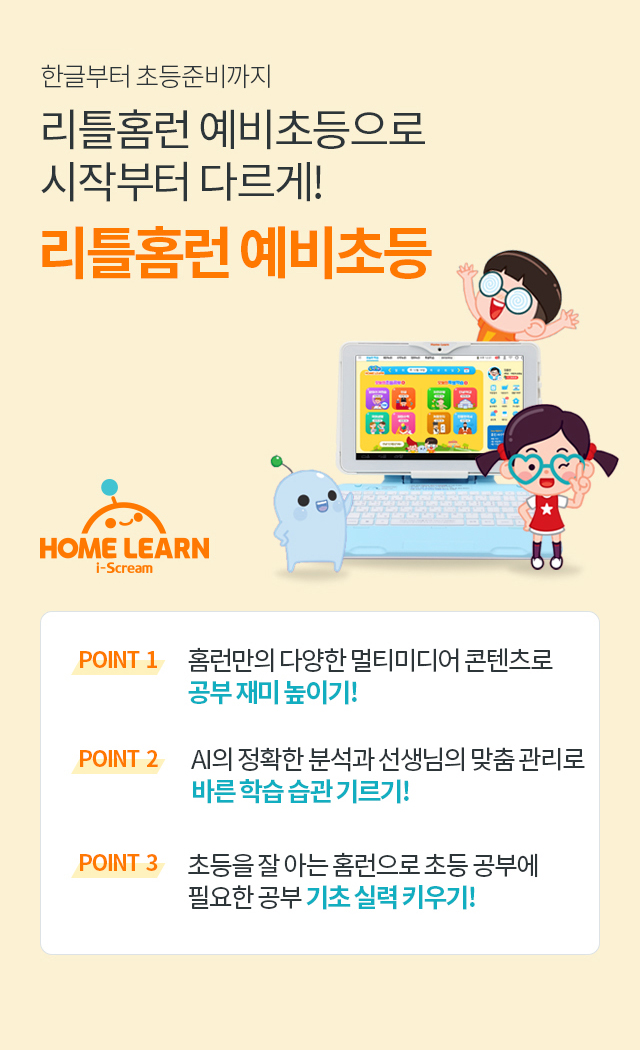 한글부터 초등준비까지
리틀홈런 예비초등으로
시작부터 다르게!
리틀홈런 예비초등
HOME LEARN
i-Scream
POINT 1
홈런만의 다양한 멀티미디어 콘텐츠로
공부 재미 높이기!
POINT 2
AI의 정확한 분석과 선생님의 맞춤 관리로
바른 학습 습관 기르기!
POINT 3
초등을 잘 아는 홈런으로 초등 공부에
필요한 공부 기초 실력 키우기!